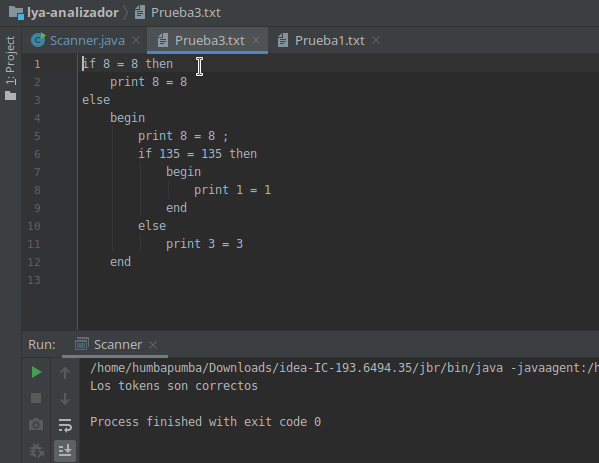 lya-analizador Prueba3.txt
Scanner.java Prueba3.txt Prueba1.txt
1: Project
1 if 8 = 8 then
2 print 8 = 8
3 else
4 begin
5 print 8 = 8 ;
6 if 135 = 135 then
7 begin
8 print 1 = 1
9 end
10 else
11 print 3 = 3
12 end
13
Run: Scanner
/home/humbapumba/Downloads/idea-IC-193.6494.35/jbr/bin/java -javaagent:/h
Los tokens son correctos
Process finished with exit code 0